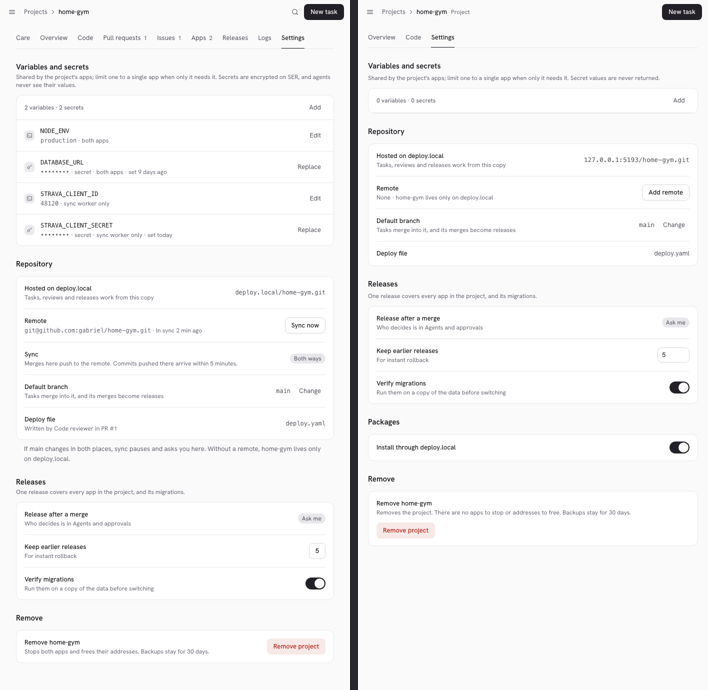 Projects > home-gym
New task
Care Overview Code Pull requests 1 Issues 1 Apps 2 Releases Logs Settings
Variables and secrets
Shared by the project's apps; limit one to a single app when only it needs it. Secrets are encrypted on SER, and agents
never see their values.
2 variables · 2 secrets
Add
NODE_ENV
production · both apps
Edit
DATABASE_URL
•••••••• · secret · both apps · set 9 days ago
Replace
STRAVA_CLIENT_ID
48120 · sync worker only
Edit
STRAVA_CLIENT_SECRET
•••••••• · secret · sync worker only · set today
Replace
Repository
Hosted on deploy.local
Tasks, reviews and releases work from this copy
deploy.local/home-gym.git
Remote
git@github.com:gabriel/home-gym.git · In sync 2 min ago
Sync now
Sync
Merges here push to the remote. Commits pushed there arrive within 5 minutes.
Both ways
Default branch
Tasks merge into it, and its merges become releases
main Change
Deploy file
Written by Code reviewer in PR #1
deploy.yaml
If main changes in both places, sync pauses and asks you here. Without a remote, home-gym lives only
on deploy.local.
Releases
One release covers every app in the project, and its migrations.
Release after a merge
Who decides is in Agents and approvals
Ask me
Keep earlier releases
For instant rollback
5
Verify migrations
Run them on a copy of the data before switching
Remove
Remove home-gym
Stops both apps and frees their addresses. Backups stay for 30 days.
Remove project
Projects > home-gym Project
New task
Overview Code Settings
Variables and secrets
Shared by the project's apps; limit one to a single app when only it needs it. Secret values are never returned.
0 variables · 0 secrets
Add
Repository
Hosted on deploy.local
Tasks, reviews and releases work from this copy
127.0.0.1:5193/home-gym.git
Remote
None · home-gym lives only on deploy.local
Add remote
Default branch
Tasks merge into it, and its merges become releases
main Change
Deploy file
deploy.yaml
Releases
One release covers every app in the project, and its migrations.
Release after a merge
Who decides is in Agents and approvals
Ask me
Keep earlier releases
For instant rollback
5
Verify migrations
Run them on a copy of the data before switching
Packages
Install through deploy.local
Remove
Remove home-gym
Removes the project. There are no apps to stop or addresses to free. Backups stay for 30 days.
Remove project